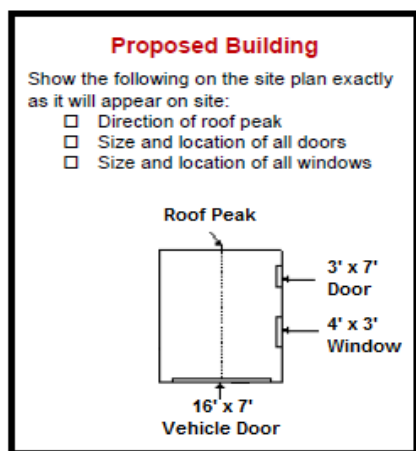 Proposed Building
Show the following on the site plan exactly
as it will appear on site:
☐ Direction of roof peak
☐ Size and location of all doors
☐ Size and location of all windows
Roof Peak
3' x 7'
Door
4' x 3'
Window
16' x 7'
Vehicle Door